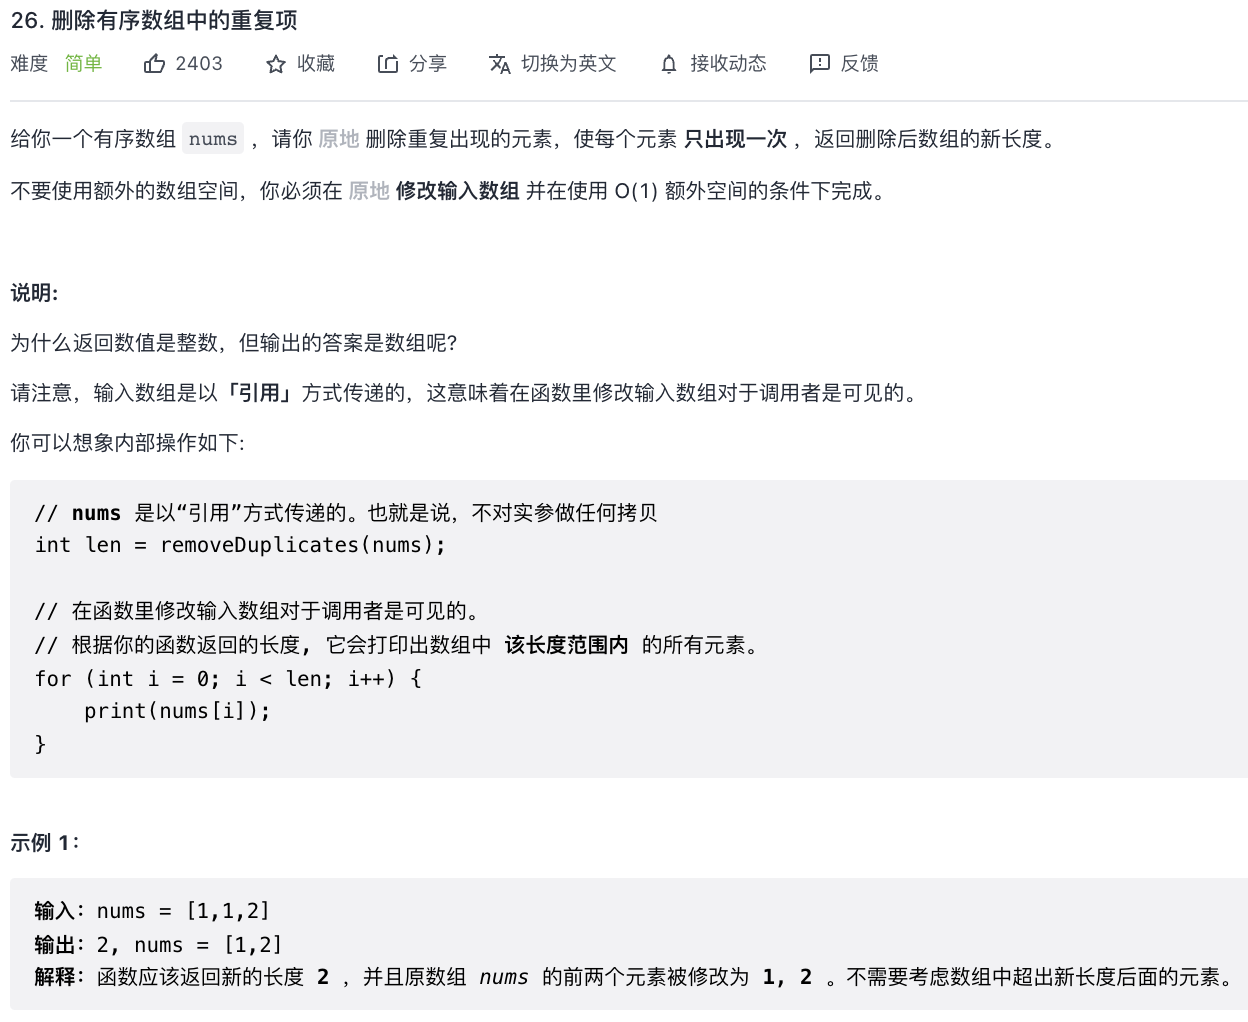 26. 删除有序数组中的重复项
难度 简单 2403 收藏 分享 切换为英文 接收动态 反馈
给你一个有序数组 nums ，请你 原地 删除重复出现的元素，使每个元素 只出现一次 ，返回删除后数组的新长度。
不要使用额外的数组空间，你必须在 原地 修改输入数组 并在使用 O(1) 额外空间的条件下完成。
说明:
为什么返回数值是整数，但输出的答案是数组呢?
请注意，输入数组是以「引用」方式传递的，这意味着在函数里修改输入数组对于调用者是可见的。
你可以想象内部操作如下:
// nums 是以“引用”方式传递的。也就是说，不对实参做任何拷贝
int len = removeDuplicates(nums);
// 在函数里修改输入数组对于调用者是可见的。
// 根据你的函数返回的长度, 它会打印出数组中 该长度范围内 的所有元素。
for (int i = 0; i < len; i++) {
    print(nums[i]);
}
示例 1：
输入：nums = [1,1,2]
输出：2, nums = [1,2]
解释：函数应该返回新的长度 2 ，并且原数组 nums 的前两个元素被修改为 1, 2 。不需要考虑数组中超出新长度后面的元素。